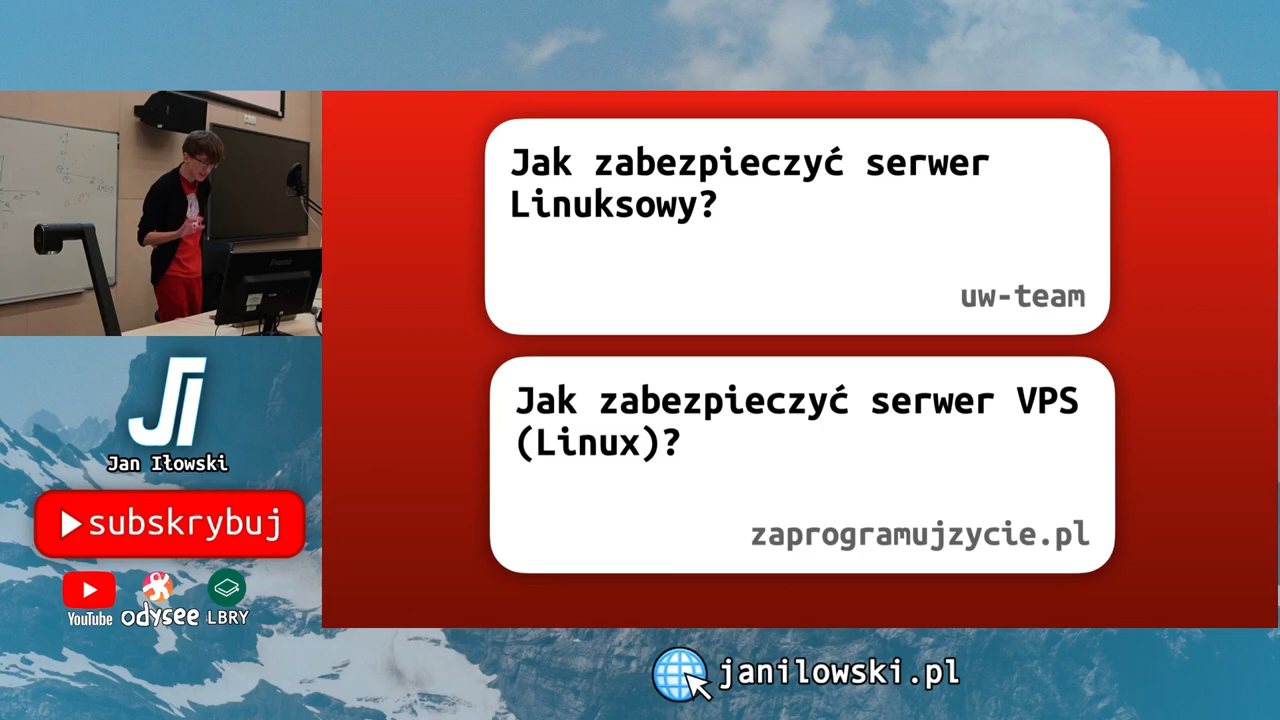 Jak zabezpieczyć serwer
Linuksowy?
uw-team
Jak zabezpieczyć serwer VPS
(Linux)?
zaprogramujzycie.pl
JI
Jan Iłowski
subskrybuj
YouTube odysee LBRY
janilowski.pl